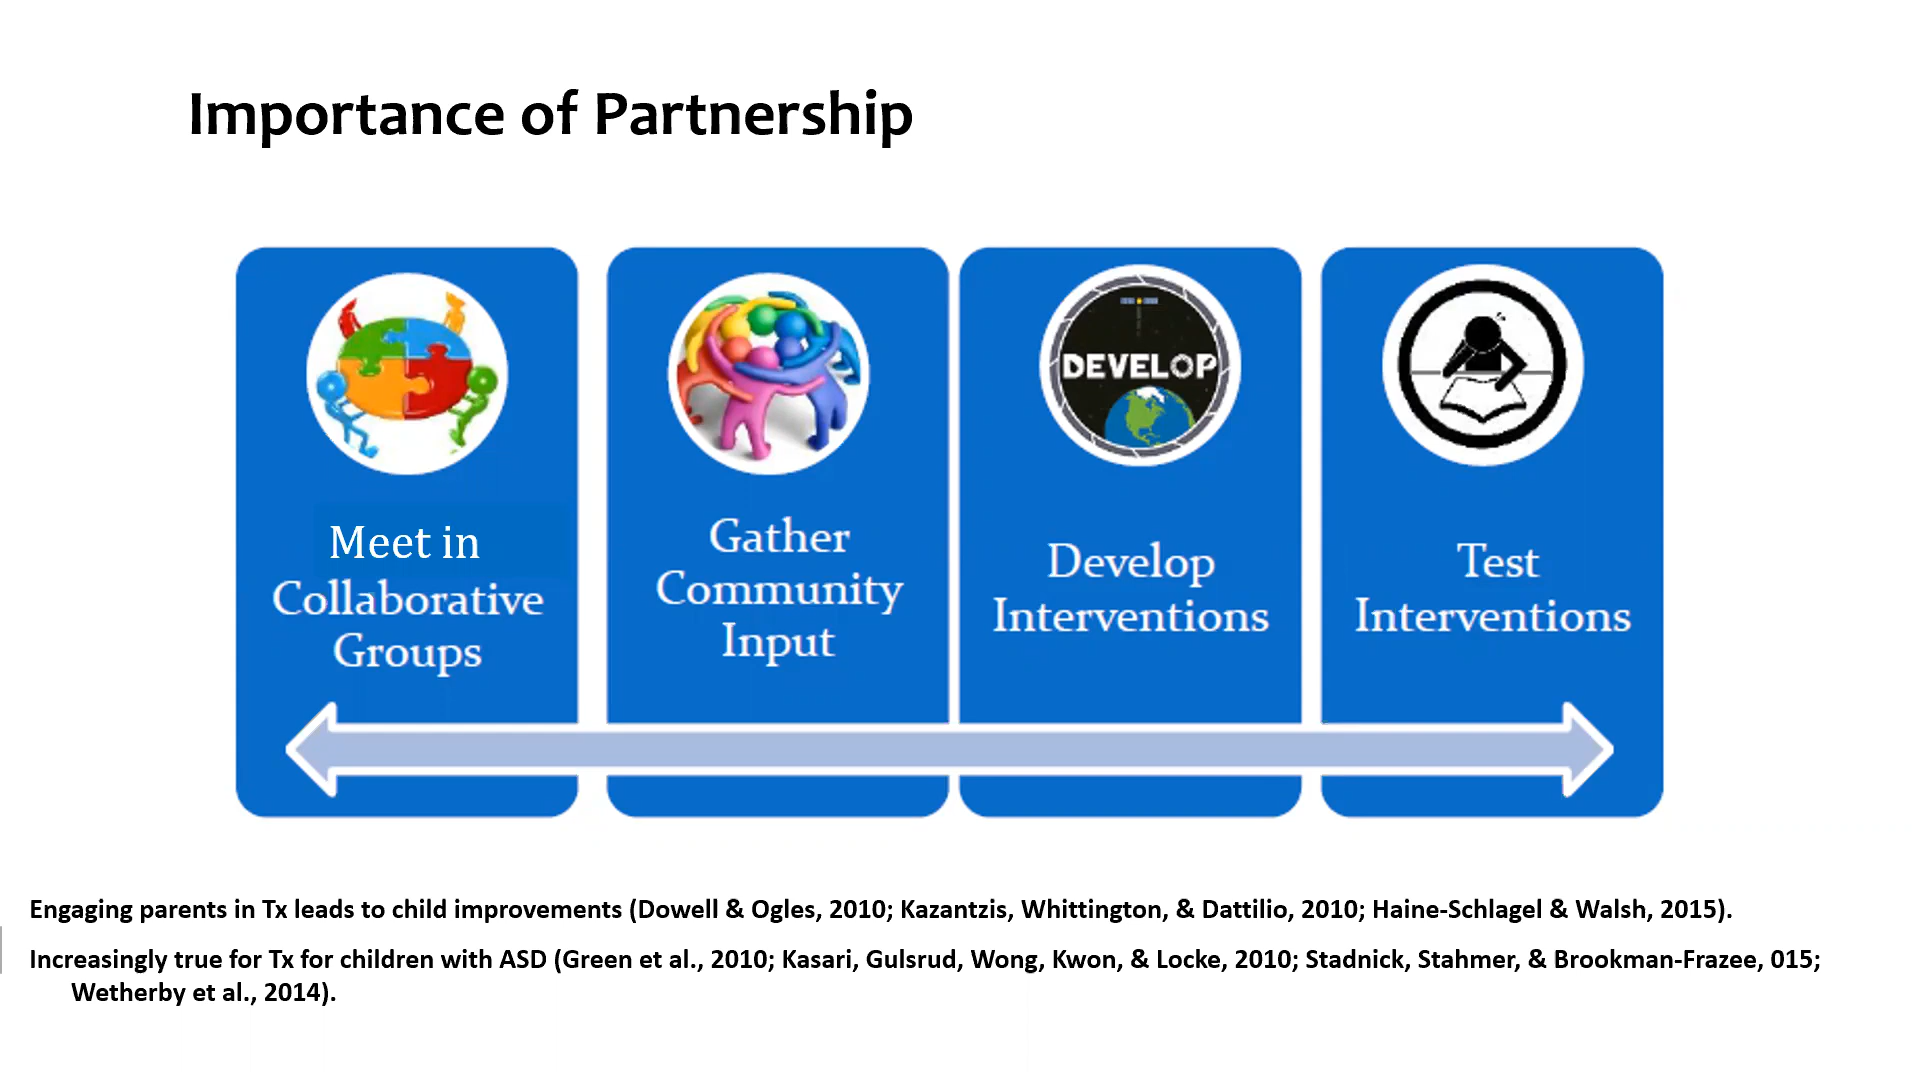 Importance of Partnership
DEVELOP
Meet in
Collaborative
Groups
Gather
Community
Input
Develop
Interventions
Test
Interventions
Engaging parents in Tx leads to child improvements (Dowell & Ogles, 2010; Kazantzis, Whittington, & Dattilio, 2010; Haine-Schlagel & Walsh, 2015).
Increasingly true for Tx for children with ASD (Green et al., 2010; Kasari, Gulsrud, Wong, Kwon, & Locke, 2010; Stadnick, Stahmer, & Brookman-Frazee, 015;
Wetherby et al., 2014).